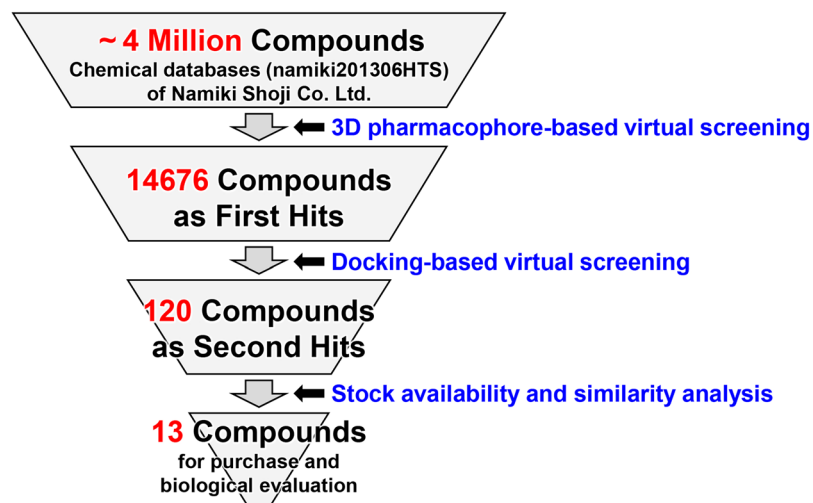 ~ 4 Million Compounds
Chemical databases (namiki201306HTS)
of Namiki Shoji Co. Ltd.
3D pharmacophore-based virtual screening
14676 Compounds
as First Hits
Docking-based virtual screening
120 Compounds
as Second Hits
Stock availability and similarity analysis
13 Compounds
for purchase and
biological evaluation